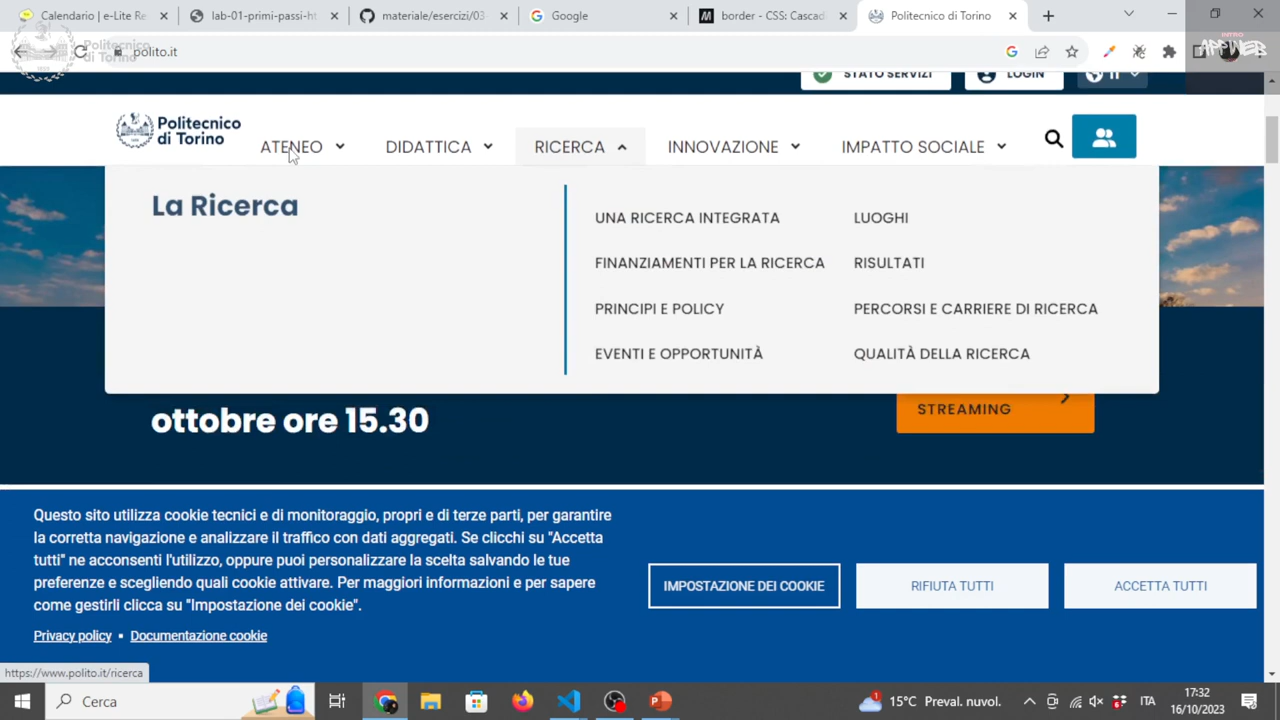 Calendario | e-Lite Re
lab-01-primi-passi-ht
materiale/esercizi/03
Google
border - CSS: Cascad
Politecnico di Torino
polito.it
Politecnico
di Torino
INTRO
APPWEB
STATO SERVIZI
LOGIN
IT
Politecnico
di Torino
ATENEO
DIDATTICA
RICERCA
INNOVAZIONE
IMPATTO SOCIALE
La Ricerca
UNA RICERCA INTEGRATA
LUOGHI
FINANZIAMENTI PER LA RICERCA
RISULTATI
PRINCIPI E POLICY
PERCORSI E CARRIERE DI RICERCA
EVENTI E OPPORTUNITÀ
QUALITÀ DELLA RICERCA
ottobre ore 15.30
STREAMING
Questo sito utilizza cookie tecnici e di monitoraggio, propri e di terze parti, per garantire
la corretta navigazione e analizzare il traffico con dati aggregati. Se clicchi su "Accetta
tutti" ne acconsenti l'utilizzo, oppure puoi personalizzare la scelta salvando le tue
preferenze e scegliendo quali cookie attivare. Per maggiori informazioni e per sapere
come gestirli clicca su "Impostazione dei cookie".
IMPOSTAZIONE DEI COOKIE
RIFIUTA TUTTI
ACCETTA TUTTI
Privacy policy ▪ Documentazione cookie
https://www.polito.it/ricerca
Cerca
1
15°C Preval. nuvol.
ITA
17:32
16/10/2023